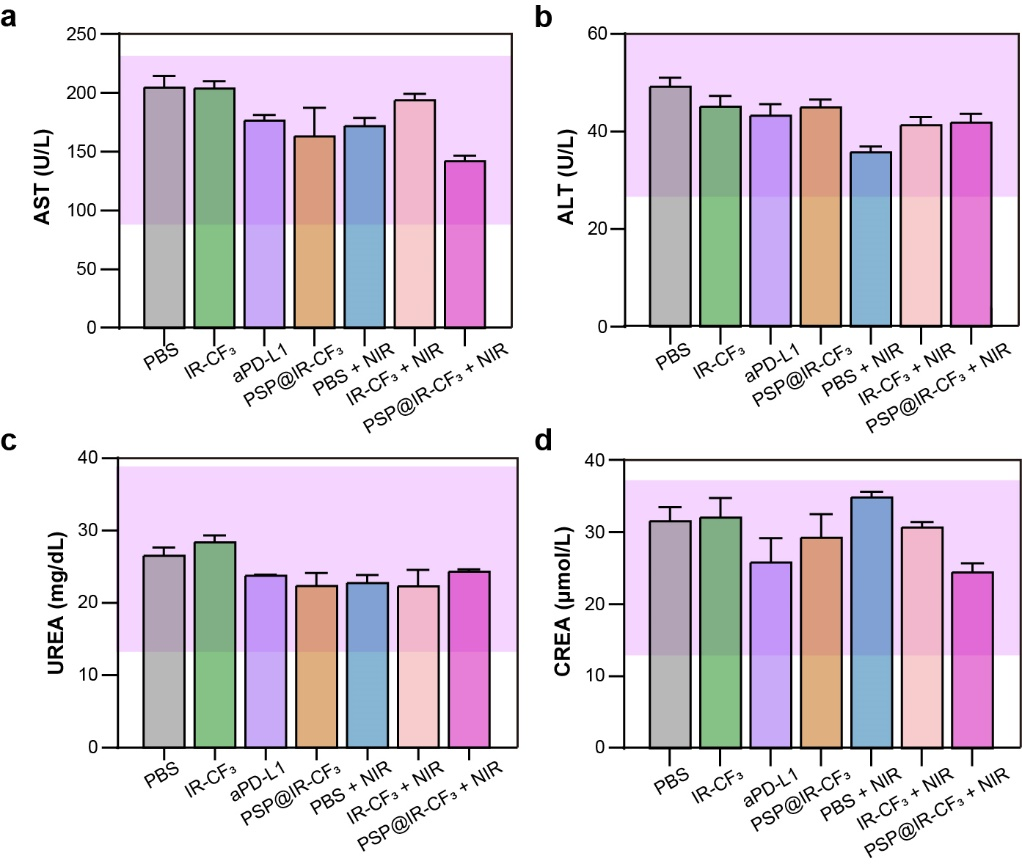 a
250
200
150
100
50
0
AST (U/L)
PBS
IR-CF₃
aPD-L1
PSP@IR-CF₃
PBS + NIR
IR-CF₃ + NIR
PSP@IR-CF₃ + NIR
b
60
40
20
0
ALT (U/L)
PBS
IR-CF₃
aPD-L1
PSP@IR-CF₃
PBS + NIR
IR-CF₃ + NIR
PSP@IR-CF₃ + NIR
c
40
30
20
10
0
UREA (mg/dL)
PBS
IR-CF₃
aPD-L1
PSP@IR-CF₃
PBS + NIR
IR-CF₃ + NIR
PSP@IR-CF₃ + NIR
d
40
30
20
10
0
CREA (μmol/L)
PBS
IR-CF₃
aPD-L1
PSP@IR-CF₃
PBS + NIR
IR-CF₃ + NIR
PSP@IR-CF₃ + NIR